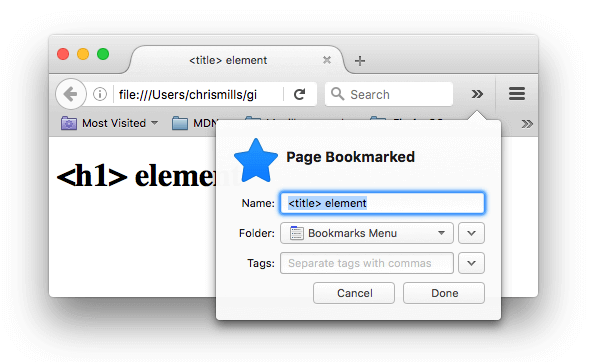 <title> element
file:///Users/chrismills/gi
Search
Most Visited
MDN
Page Bookmarked
<h1> element
Name: <title> element
Folder: Bookmarks Menu
Tags: Separate tags with commas
Cancel Done